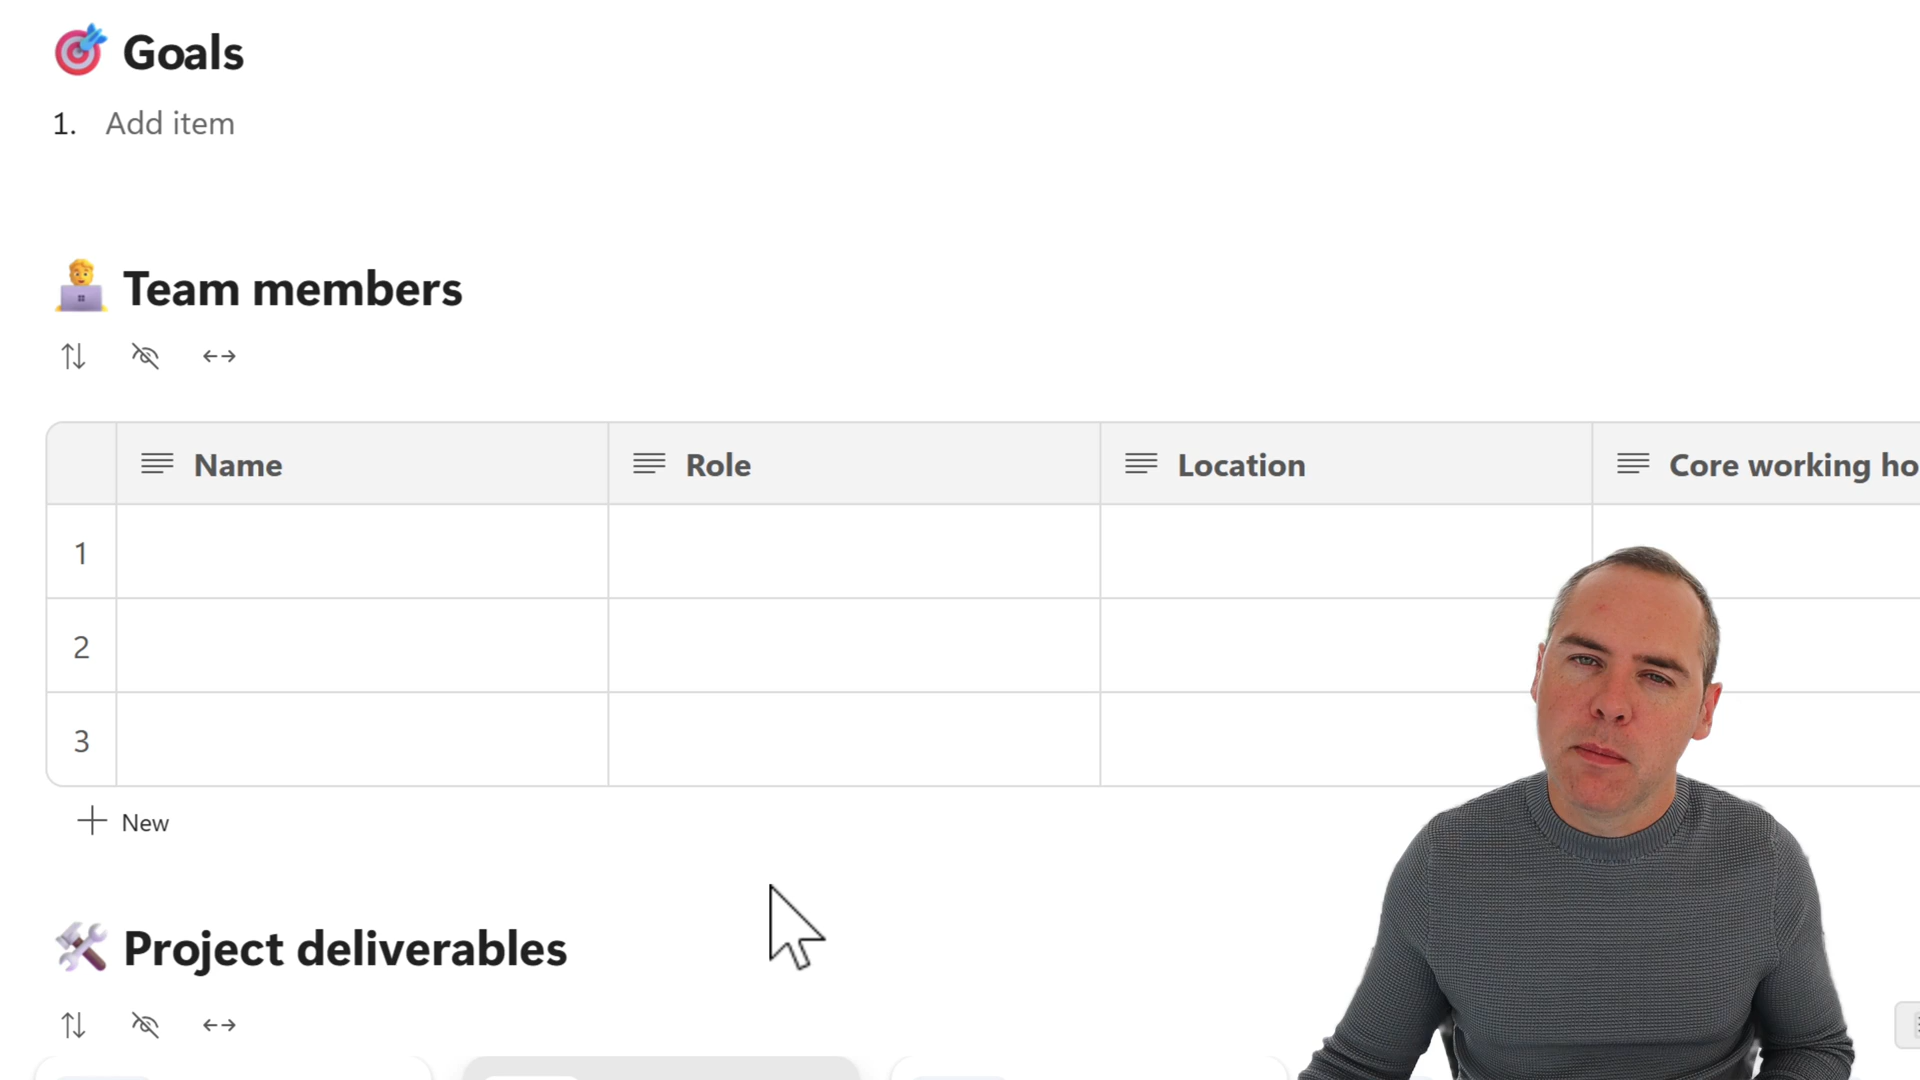 Goals
1. Add item
Team members
Name Role Location Core working ho
1
2
3
New
Project deliverables